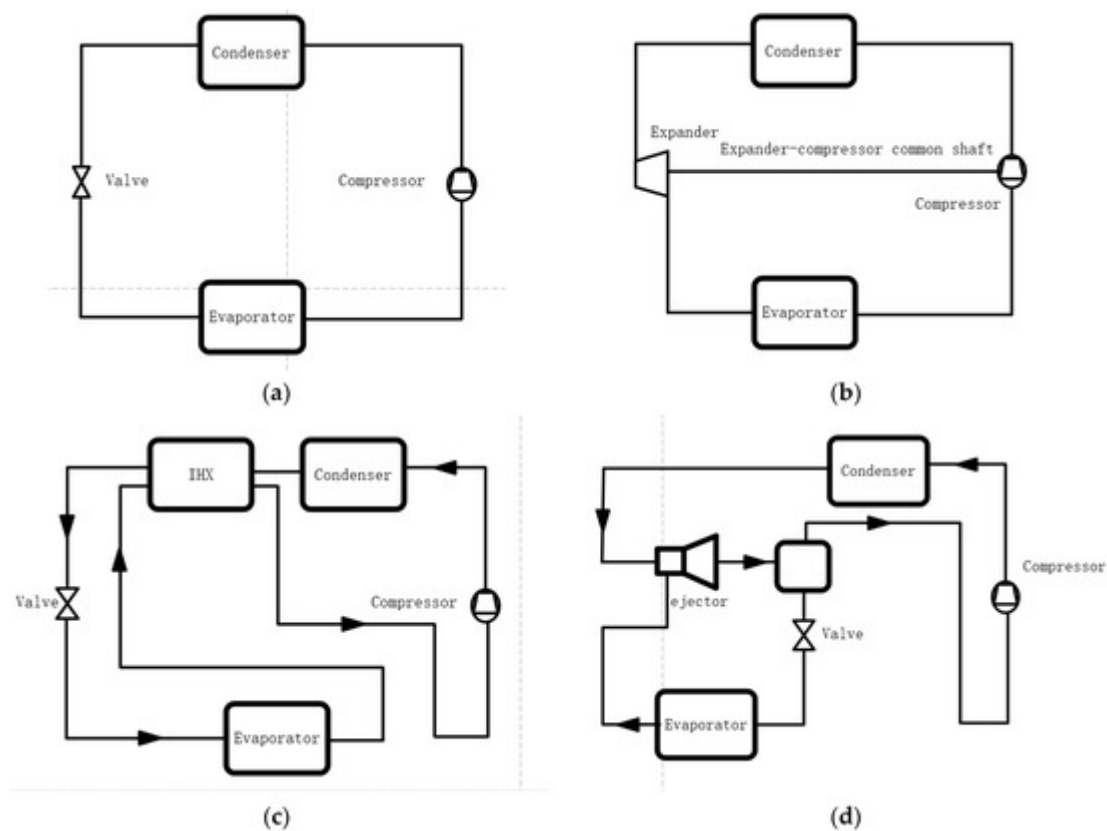 Condenser
Valve
Compressor
Evaporator
(a)
Condenser
Expander
Expander-compressor common shaft
Compressor
Evaporator
(b)
IHX
Condenser
Valve
Compressor
Evaporator
(c)
Condenser
Compressor
ejector
Valve
Evaporator
(d)